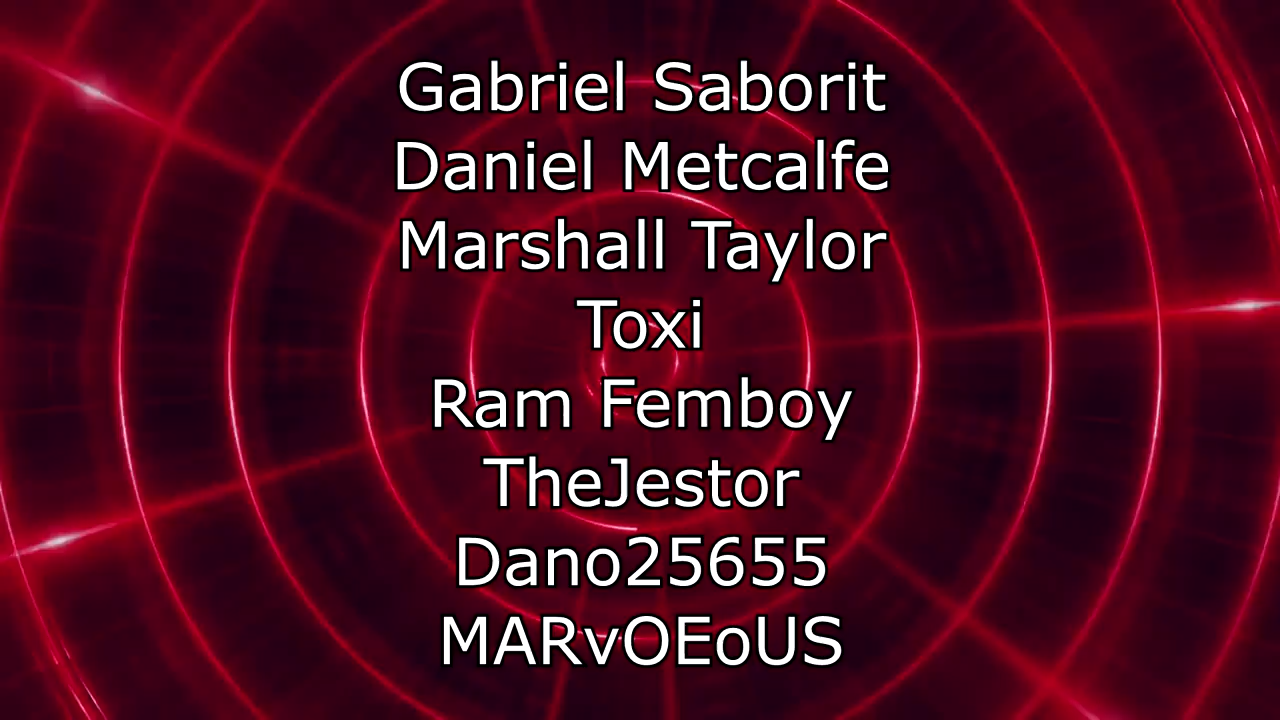 Gabriel Saborit
Daniel Metcalfe
Marshall Taylor
Toxi
Ram Femboy
TheJestor
Dano25655
MARvOEoUS